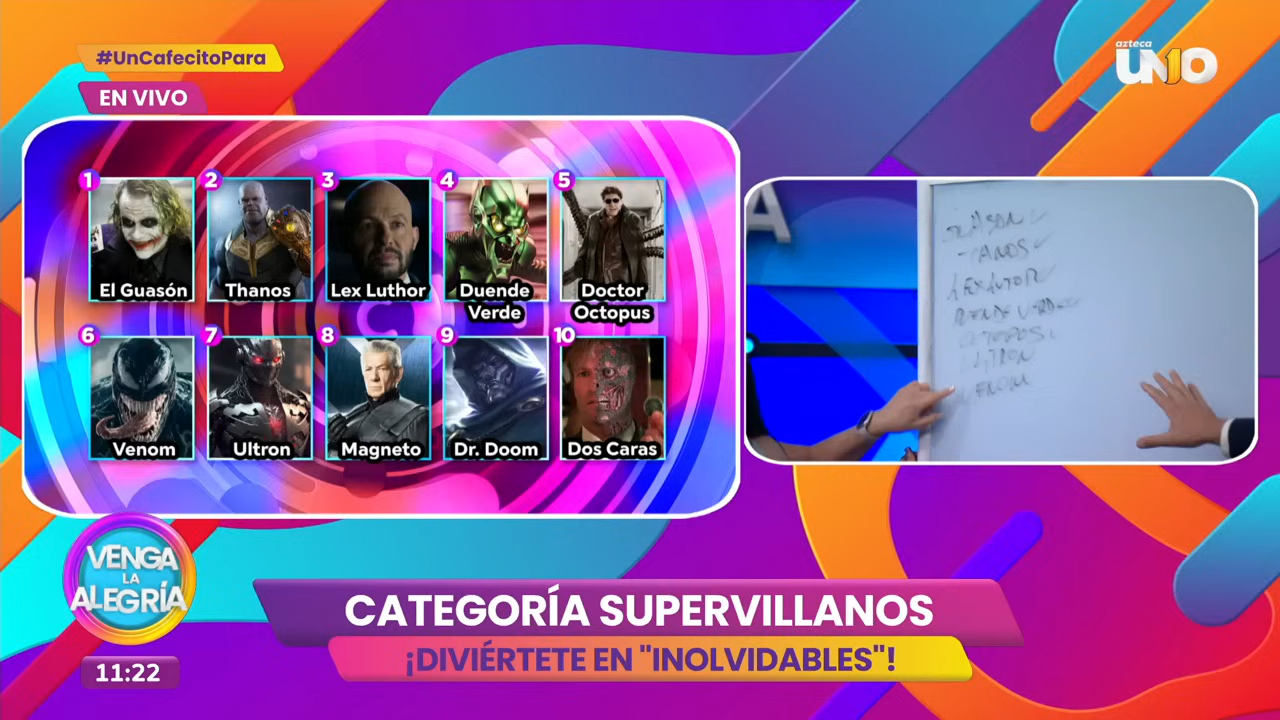 #UnCafecitoPara
EN VIVO
azteca
UN10
A
1
2
3
4
5
El Guasón
Thanos
Lex Luthor
Duende
Verde
Doctor
Octopus
6
7
8
9
10
Venom
Ultron
Magneto
Dr. Doom
Dos Caras
VENGA
LA
ALEGRÍA
CATEGORÍA SUPERVILLANOS
¡DIVIÉRTETE EN "INOLVIDABLES"!
11:22